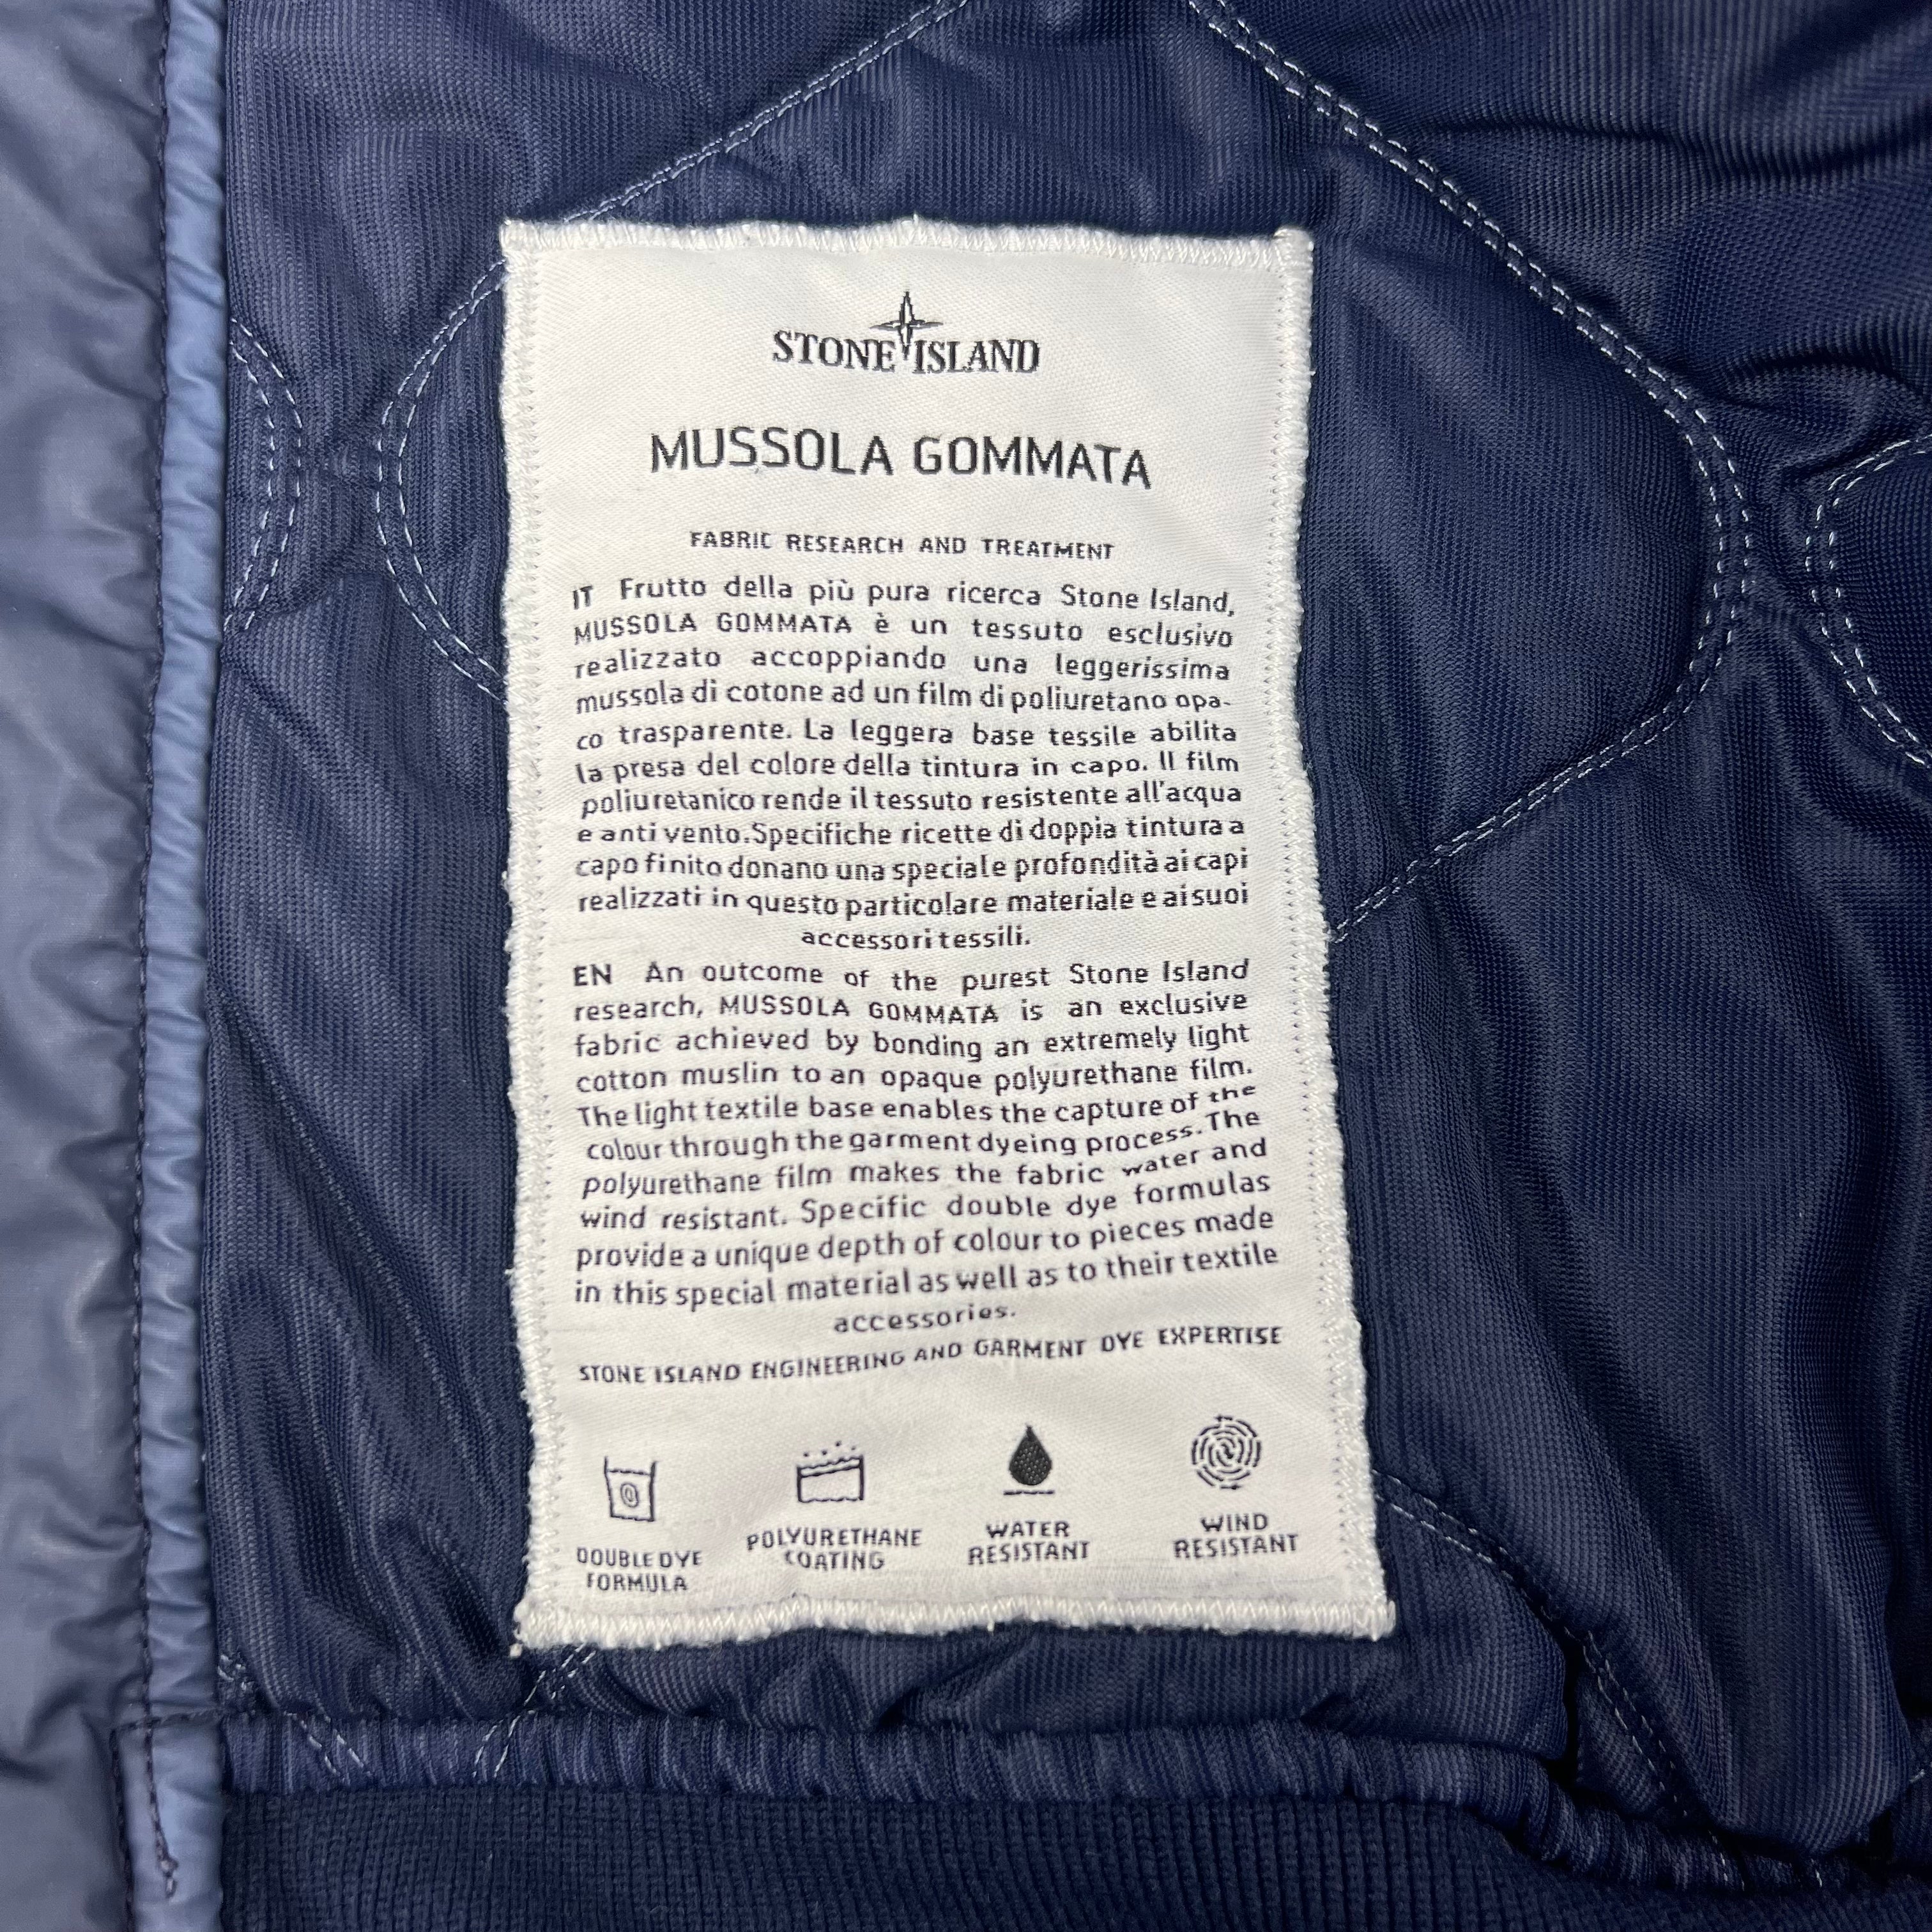 STONE ISLAND
MUSSOLA GOMMATA
FABRIC RESEARCH AND TREATMENT
IT Frutto della più pura ricerca Stone Island,
MUSSOLA GOMMATA è un tessuto esclusivo
realizzato accoppiando una leggerissima
mussola di cotone ad un film di poliuretano opa-
co trasparente. La leggera base tessile abilita
la presa del colore della tintura in capo. Il film
poliuretanico rende il tessuto resistente all'acqua
e anti vento.Specifiche ricette di doppia tintura a
capo finito donano una speciale profondità ai capi
realizzati in questo particolare materiale e ai suoi
accessori tessili.
EN An outcome of the purest Stone Island
research, MUSSOLA GOMMATA is an exclusive
fabric achieved by bonding an extremely light
cotton muslin to an opaque polyurethane film.
The light textile base enables the capture of the
colour through the garment dyeing process. The
polyurethane film makes the fabric water and
wind resistant. Specific double dye formulas
provide a unique depth of colour to pieces made
in this special material as well as to their textile
accessories.
STONE ISLAND ENGINEERING AND GARMENT DYE EXPERTISE
DOUBLE DYE
FORMULA
POLYURETHANE
COATING
WATER
RESISTANT
WIND
RESISTANT